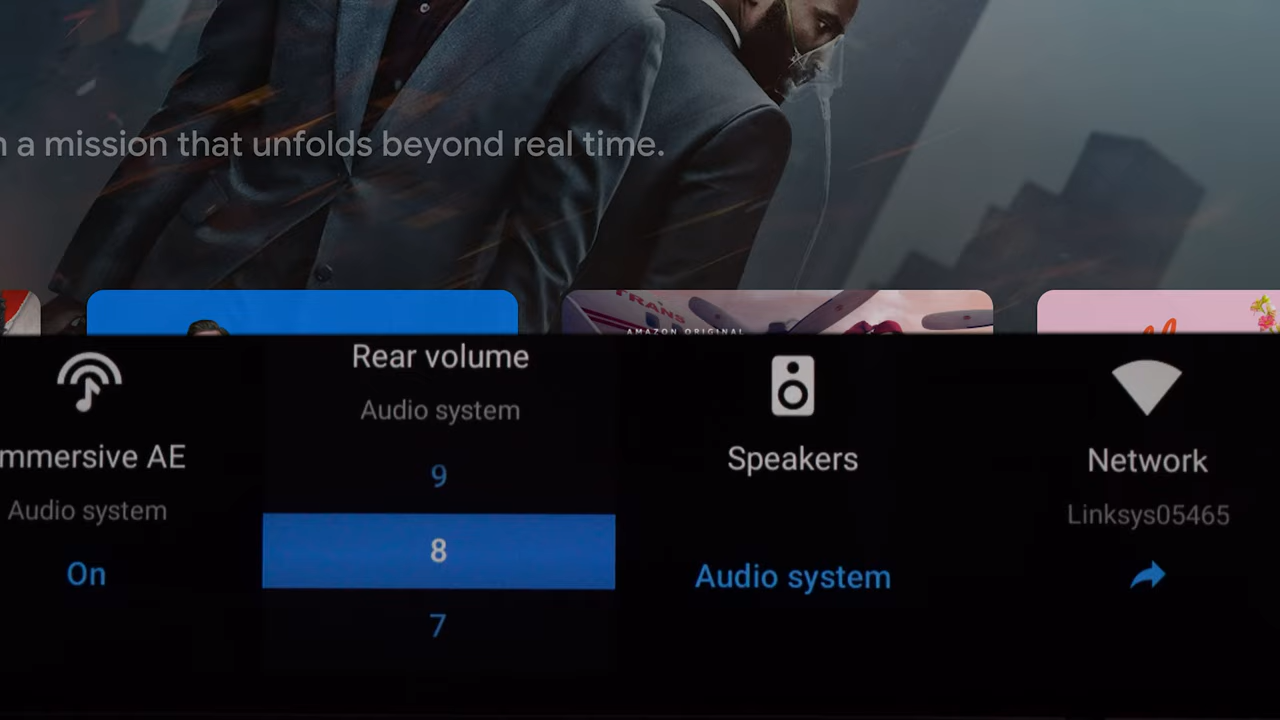 a mission that unfolds beyond real time.
TRANS
AMAZON ORIGINAL
mmersive AE
Audio system
On
Rear volume
Audio system
9
8
7
Speakers
Audio system
Network
Linksys05465